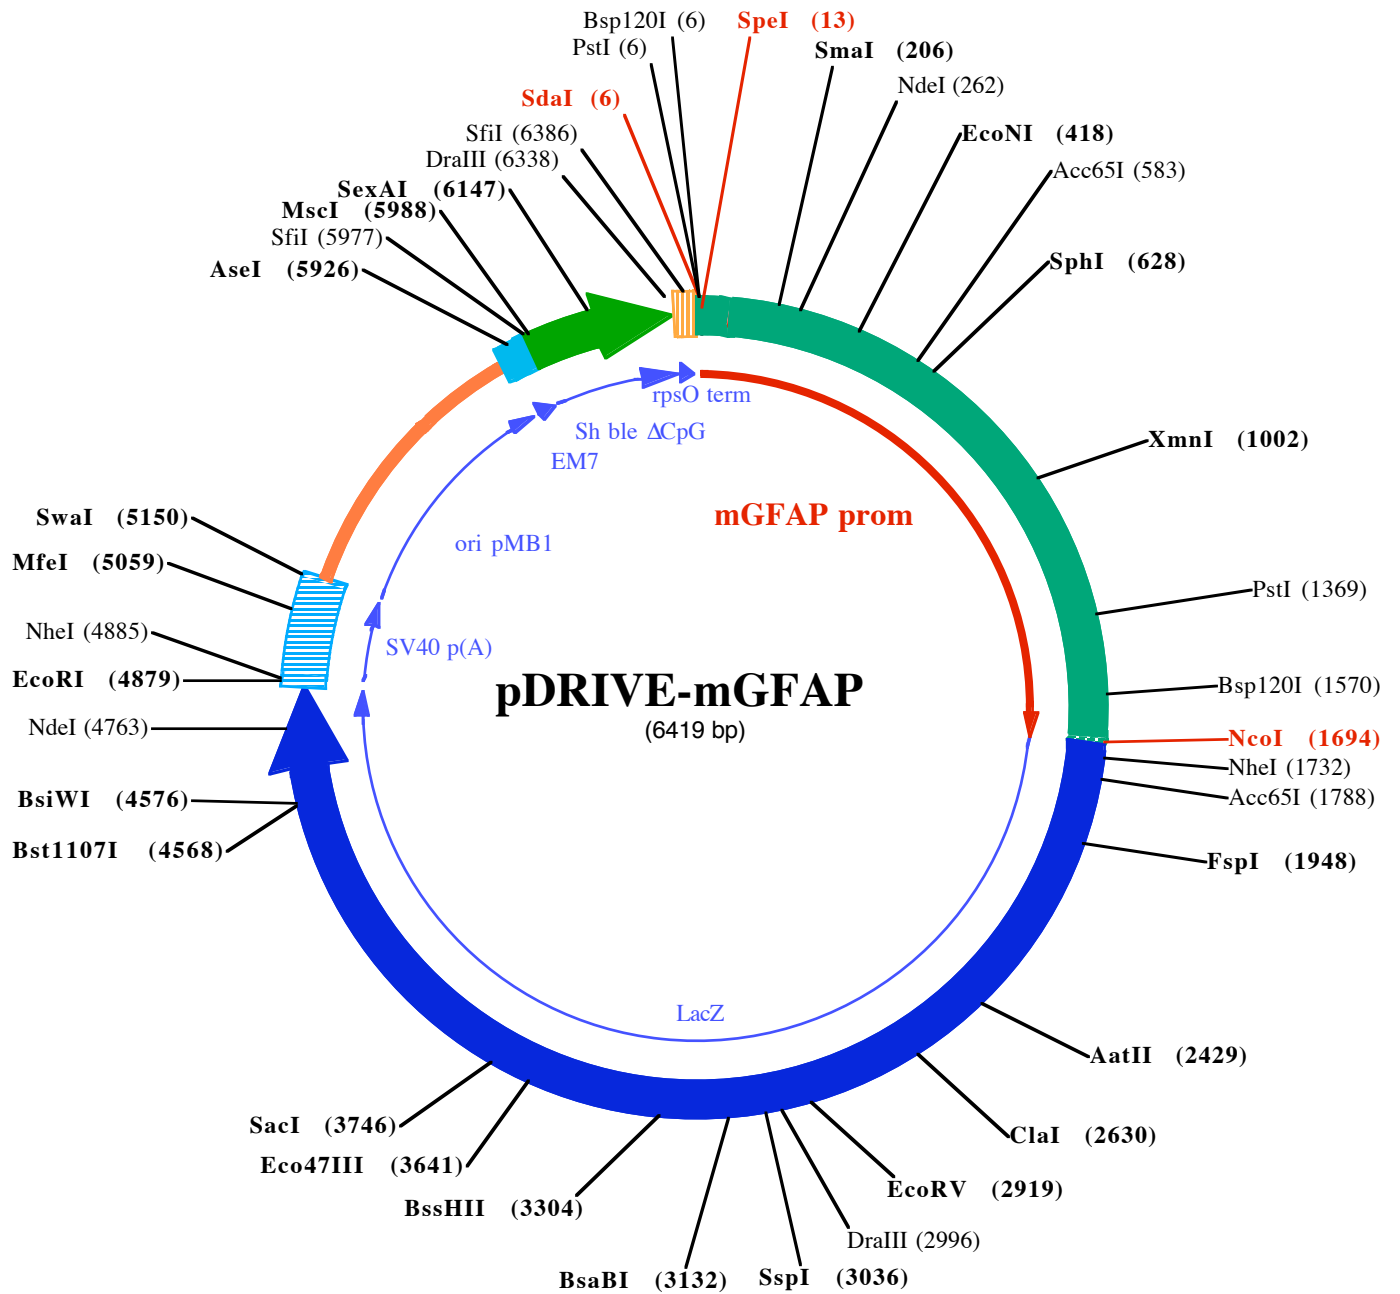 Bsp120I (6)
SpeI (13)
PstI (6)
SmaI (206)
NdeI (262)
SdaI (6)
SfiI (6386)
EcoNI (418)
DraIII (6338)
Acc65I (583)
SexAI (6147)
MscI (5988)
SfiI (5977)
AseI (5926)
SphI (628)
rpsO term
Sh ble ΔCpG
EM7
XmnI (1002)
mGFAP prom
SwaI (5150)
ori pMB1
MfeI (5059)
PstI (1369)
NheI (4885)
SV40 p(A)
EcoRI (4879)
Bsp120I (1570)
pDRIVE-mGFAP
(6419 bp)
NdeI (4763)
NcoI (1694)
NheI (1732)
BsiWI (4576)
Acc65I (1788)
Bst1107I (4568)
FspI (1948)
LacZ
AatII (2429)
SacI (3746)
ClaI (2630)
Eco47III (3641)
EcoRV (2919)
BssHII (3304)
DraIII (2996)
BsaBI (3132)
SspI (3036)